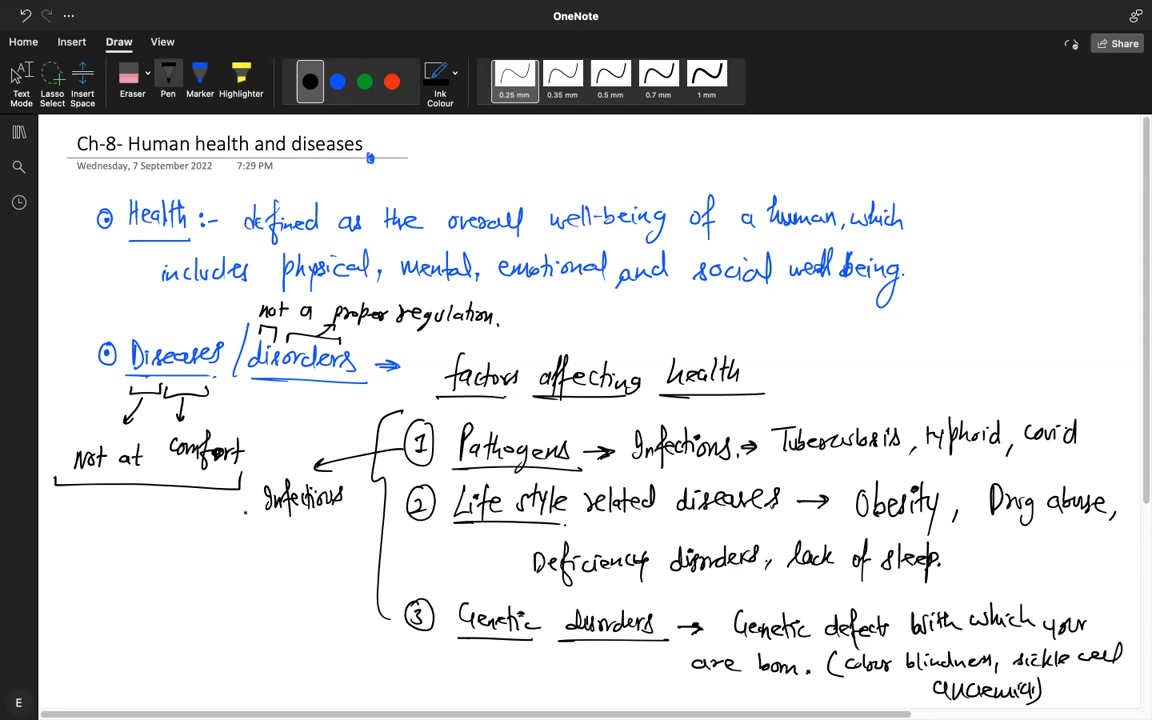 OneNote
Home Insert Draw View
Share
Text Mode
Lasso Select
Insert Space
Eraser
Pen
Marker
Highlighter
Ink Colour
0.25 mm
0.35 mm
0.5 mm
0.7 mm
1 mm
Ch-8- Human health and diseases
Wednesday, 7 September 2022 7:29 PM
Health :- defined as the overall well-being of a human, which
includes physical, mental, emotional and social well being.
not a proper regulation.
Diseases / disorders →
factors affecting health
not at comfort
① Pathogens → Infections. → Tuberculosis, typhoid, covid
Infectious
② Life style related diseases → Obesity, Drug abuse,
Deficiency disorders, lack of sleep.
③ Genetic disorders → Genetic defect with which your
are born. (colour blindness, sickle cell
anaemia)
E